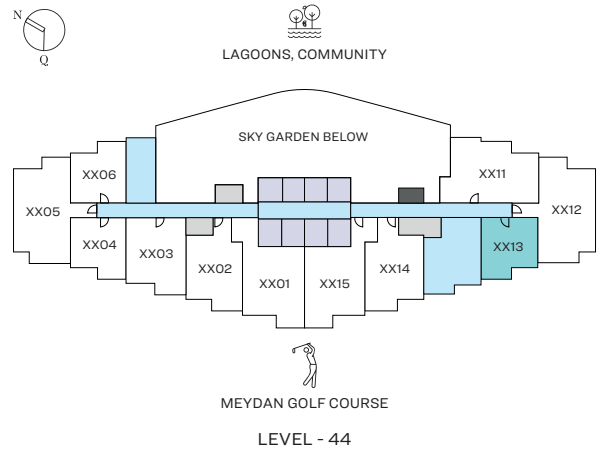 N
Q
LAGOONS, COMMUNITY
SKY GARDEN BELOW
XX06
XX11
XX05
XX12
XX04
XX03
XX13
XX02
XX14
XX01
XX15
MEYDAN GOLF COURSE
LEVEL - 44